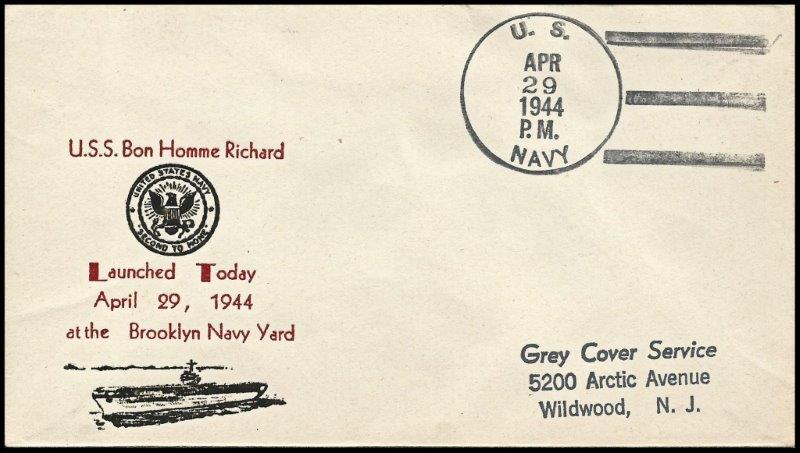 U. S.
APR
29
1944
P.M.
NAVY
U.S.S. Bon Homme Richard
UNITED STATES NAVY
"SECOND TO NONE"
Launched Today
April 29, 1944
at the Brooklyn Navy Yard
Grey Cover Service
5200 Arctic Avenue
Wildwood, N. J.